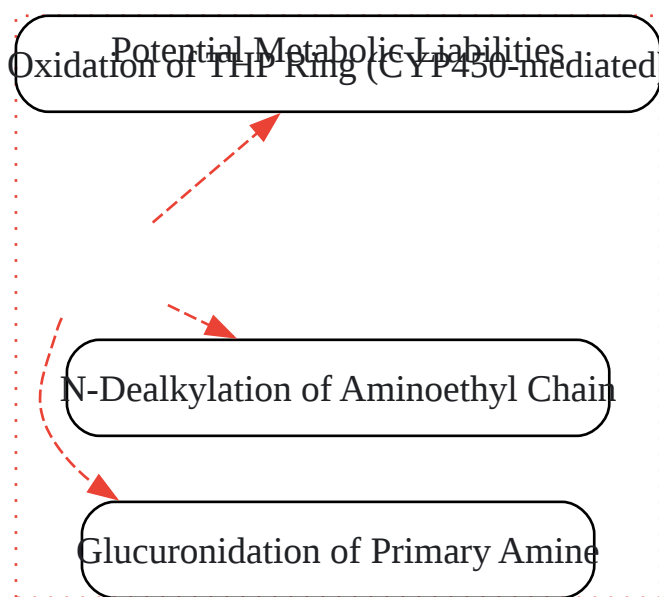 Potential Metabolic Liabilities
Oxidation of THP Ring (CYP450-mediated)
N-Dealkylation of Aminoethyl Chain
Glucuronidation of Primary Amine